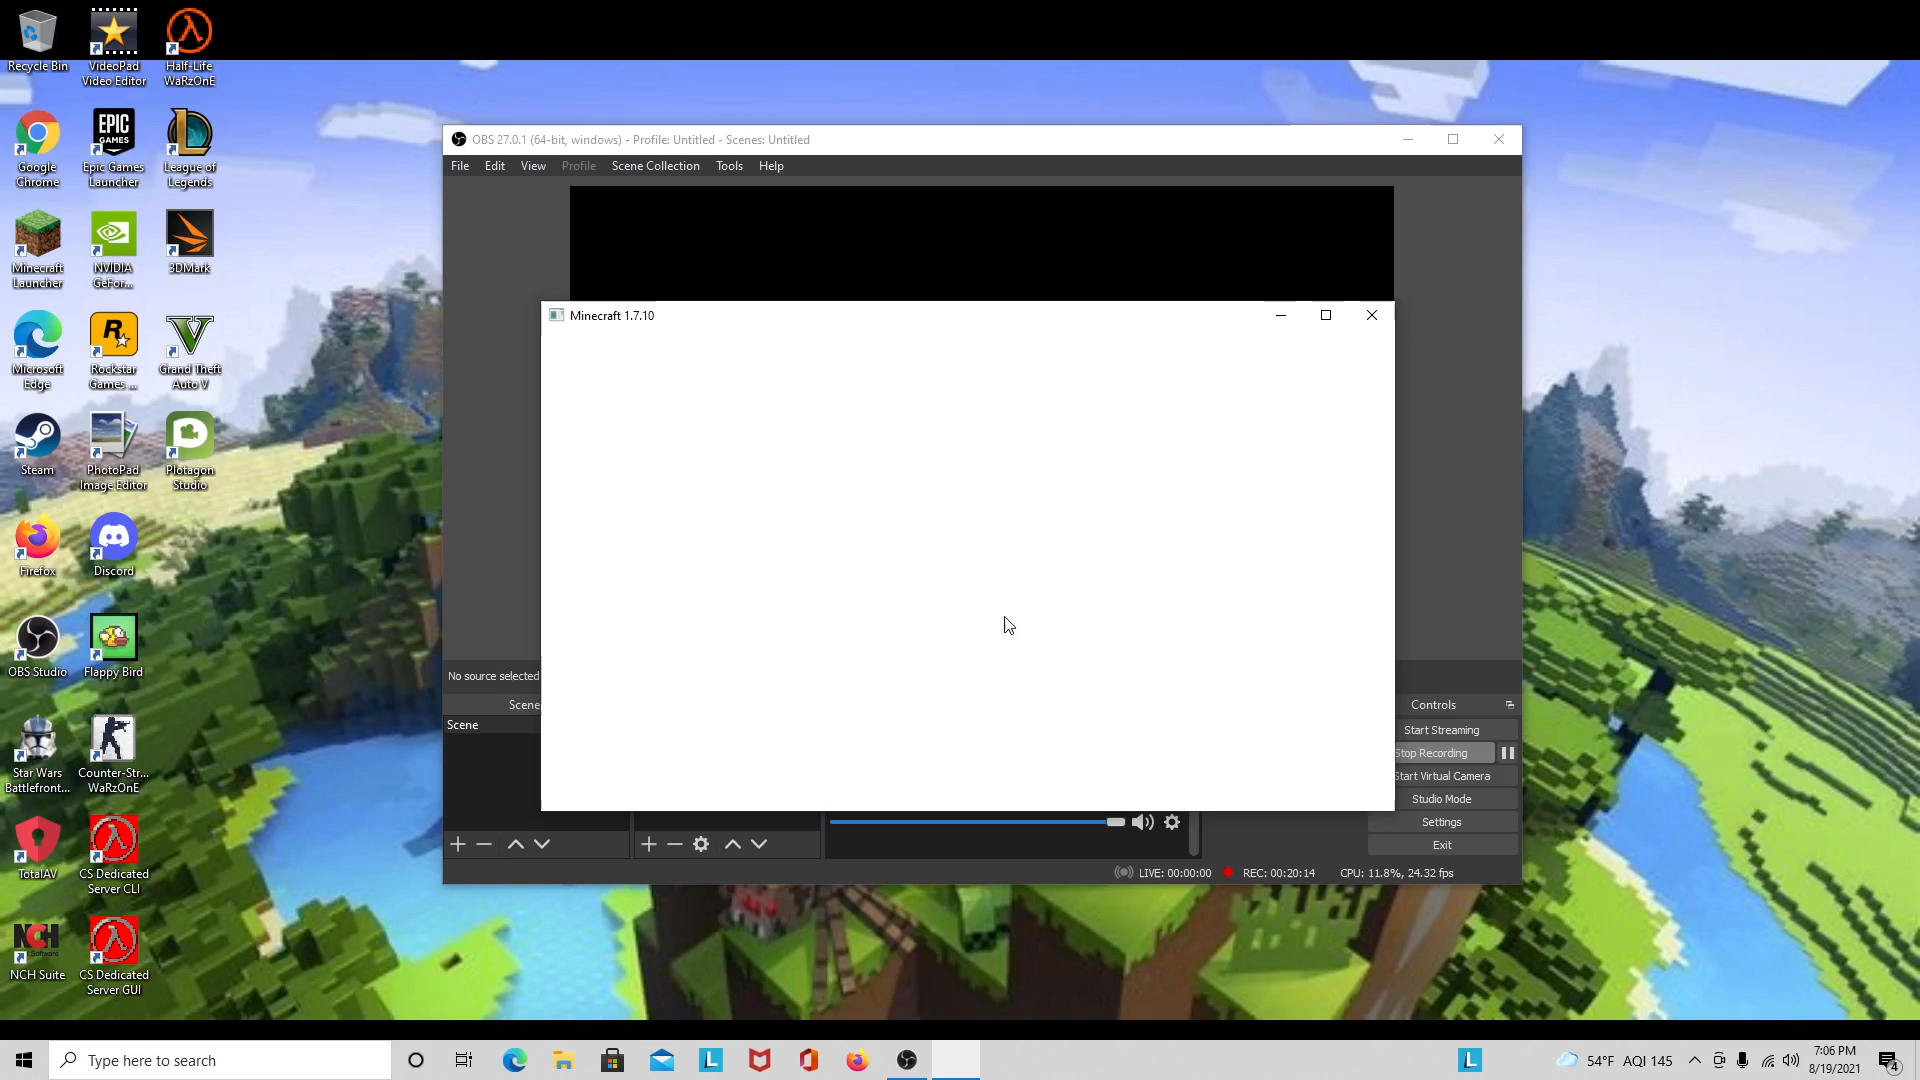 Recycle Bin
VideoPad
Video Editor
Half-Life
WaRzOnE
Google
Chrome
EPIC
GAMES
Epic Games
Launcher
League of
Legends
Minecraft
Launcher
NVIDIA
GeFor...
3DMark
Microsoft
Edge
Rockstar
Games ...
Grand Theft
Auto V
Steam
PhotoPad
Image Editor
Plotagon
Studio
Firefox
Discord
OBS Studio
Flappy Bird
Star Wars
Battlefront...
Counter-Str...
WaRzOnE
TotalAV
CS Dedicated
Server CLI
NCH
NCH Suite
CS Dedicated
Server GUI
OBS 27.0.1 (64-bit, windows) - Profile: Untitled - Scenes: Untitled
File Edit View Profile Scene Collection Tools Help
Minecraft 1.7.10
No source selected
Scene
Scene
Controls
Start Streaming
Stop Recording
Start Virtual Camera
Studio Mode
Settings
Exit
LIVE: 00:00:00 REC: 00:20:14 CPU: 11.8%, 24.32 fps
Type here to search
54°F AQI 145
7:06 PM
8/19/2021
4